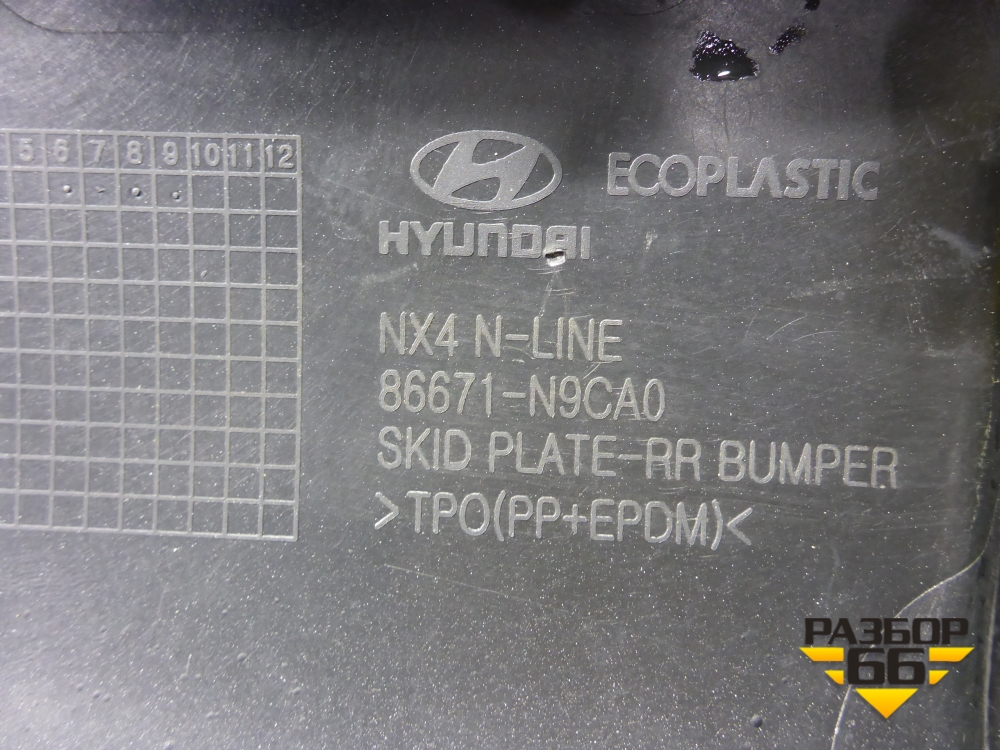 5 6 7 8 9 10 11 12
ECOPLASTIC
HYUNDAI
NX4 N-LINE
86671-N9CA0
SKID PLATE-RR BUMPER
>TPO(PP+EPDM)<
РАЗБОР
66